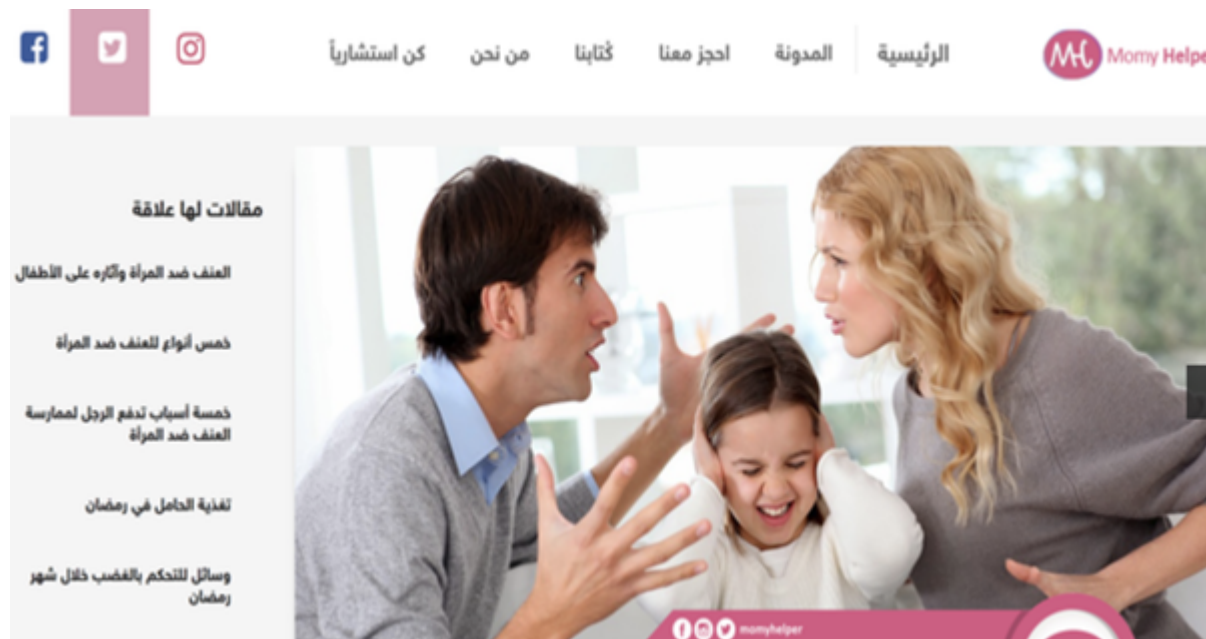 Momy Helpe
الرئيسية
المدونة
احجز معنا
كُتابنا
من نحن
كن استشارياً
مقالات لها علاقة
العنف ضد المرأة وآثاره على الأطفال
خمس أنواع للعنف ضد المرأة
خمسة أسباب تدفع الرجل لممارسة
العنف ضد المرأة
تغذية الحامل في رمضان
وسائل للتحكم بالغضب خلال شهر
رمضان
momyhelper